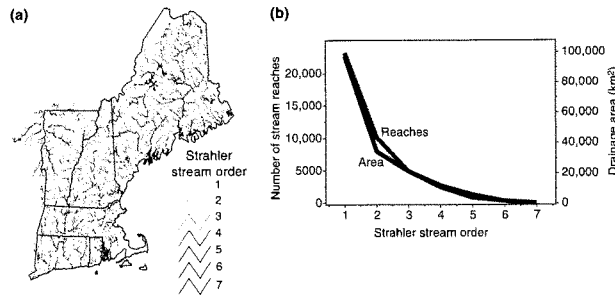 (a)
Strahler
stream order
1
2
3
4
5
6
7
(b)
Number of stream reaches
20,000
15,000
10,000
5000
0
Reaches
Area
100,000
80,000
60,000
40,000
20,000
0
Drainage area (km²)
1 2 3 4 5 6 7
Strahler stream order